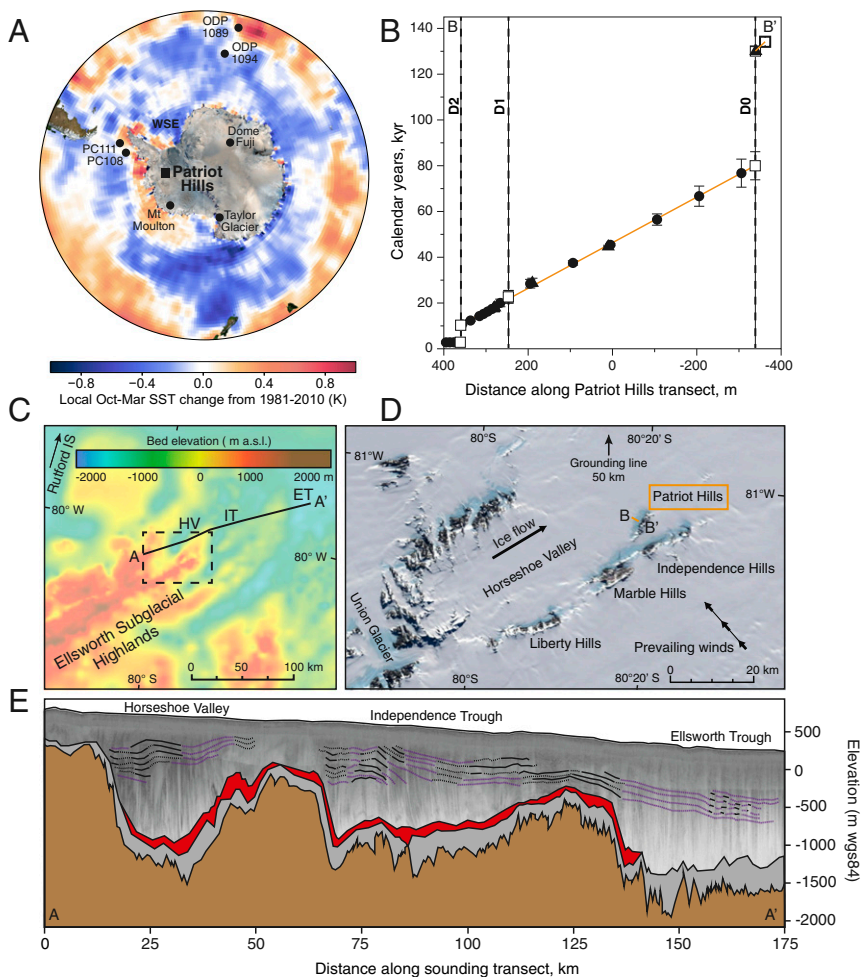 A
ODP
1089
ODP
1094
WSE
Dome
Fuji
PC111
PC108
Patriot
Hills
Mt
Moulton
Taylor
Glacier
−0.8 −0.4 0.0 0.4 0.8
Local Oct-Mar SST change from 1981-2010 (K)
B
B B'
D2
D1
D0
Calendar years, kyr
140
120
100
80
60
40
20
0
400 200 0 -200 -400
Distance along Patriot Hills transect, m
C
Rutford IS
Bed elevation ( m a.s.l.)
-2000 -1000 0 1000 2000 m
80° W
ET
A'
IT
HV
A
80° W
Ellsworth Subglacial
Highlands
0 50 100 km
80° S
D
80°S
80°20' S
81°W
Grounding line
50 km
81°W
Patriot Hills
B
B'
Ice flow
Horseshoe Valley
Independence Hills
Marble Hills
Union Glacier
Liberty Hills
Prevailing winds
0 20 km
80°S
80°20' S
E
Horseshoe Valley
Independence Trough
Ellsworth Trough
500
0
-500
-1000
-1500
-2000
Elevation (m wgs84)
A
A'
0 25 50 75 100 125 150 175
Distance along sounding transect, km